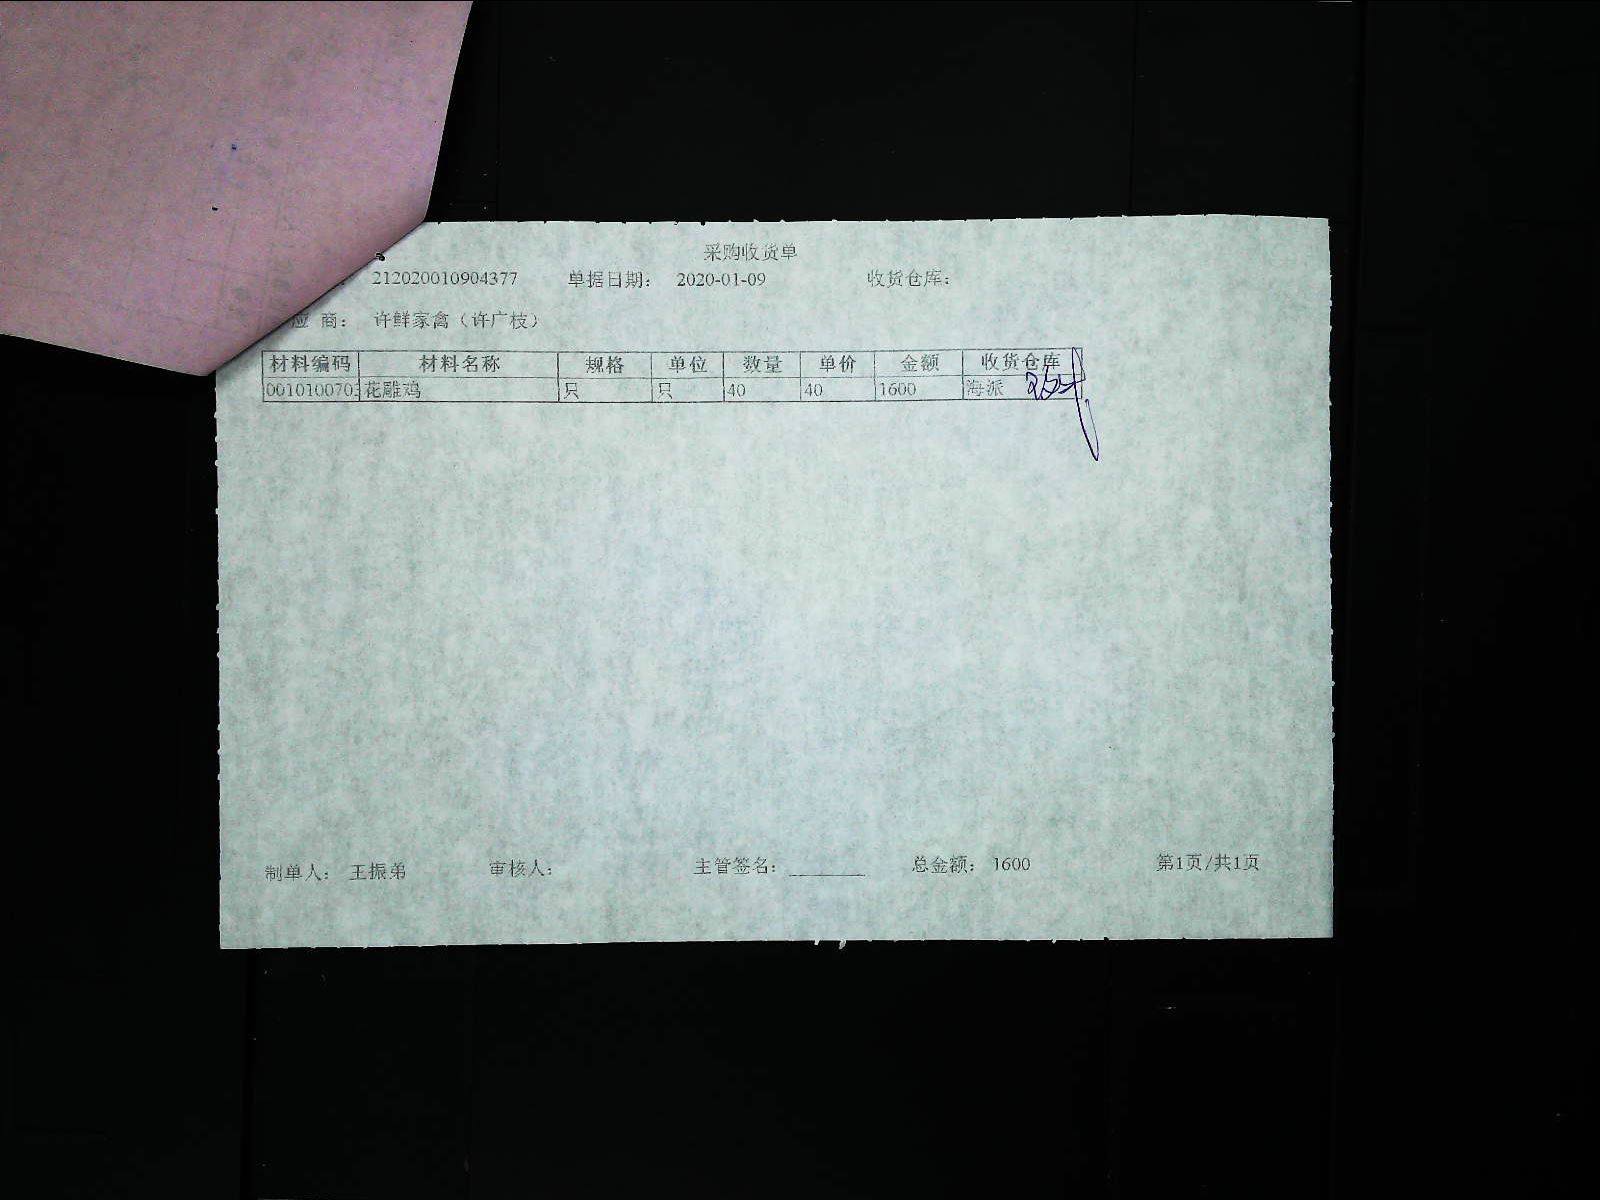 采购收货单
212020010904377 单据日期: 2020-01-09 收货仓库:
应 商: 许鲜家禽（许广枝）
材料编码 材料名称 规格 单位 数量 单价 金额 收货仓库
001010070 花雕鸡 只 只 40 40 1600 海派
制单人: 王振弟 审核人: 主管签名: 总金额: 1600 第1页/共1页